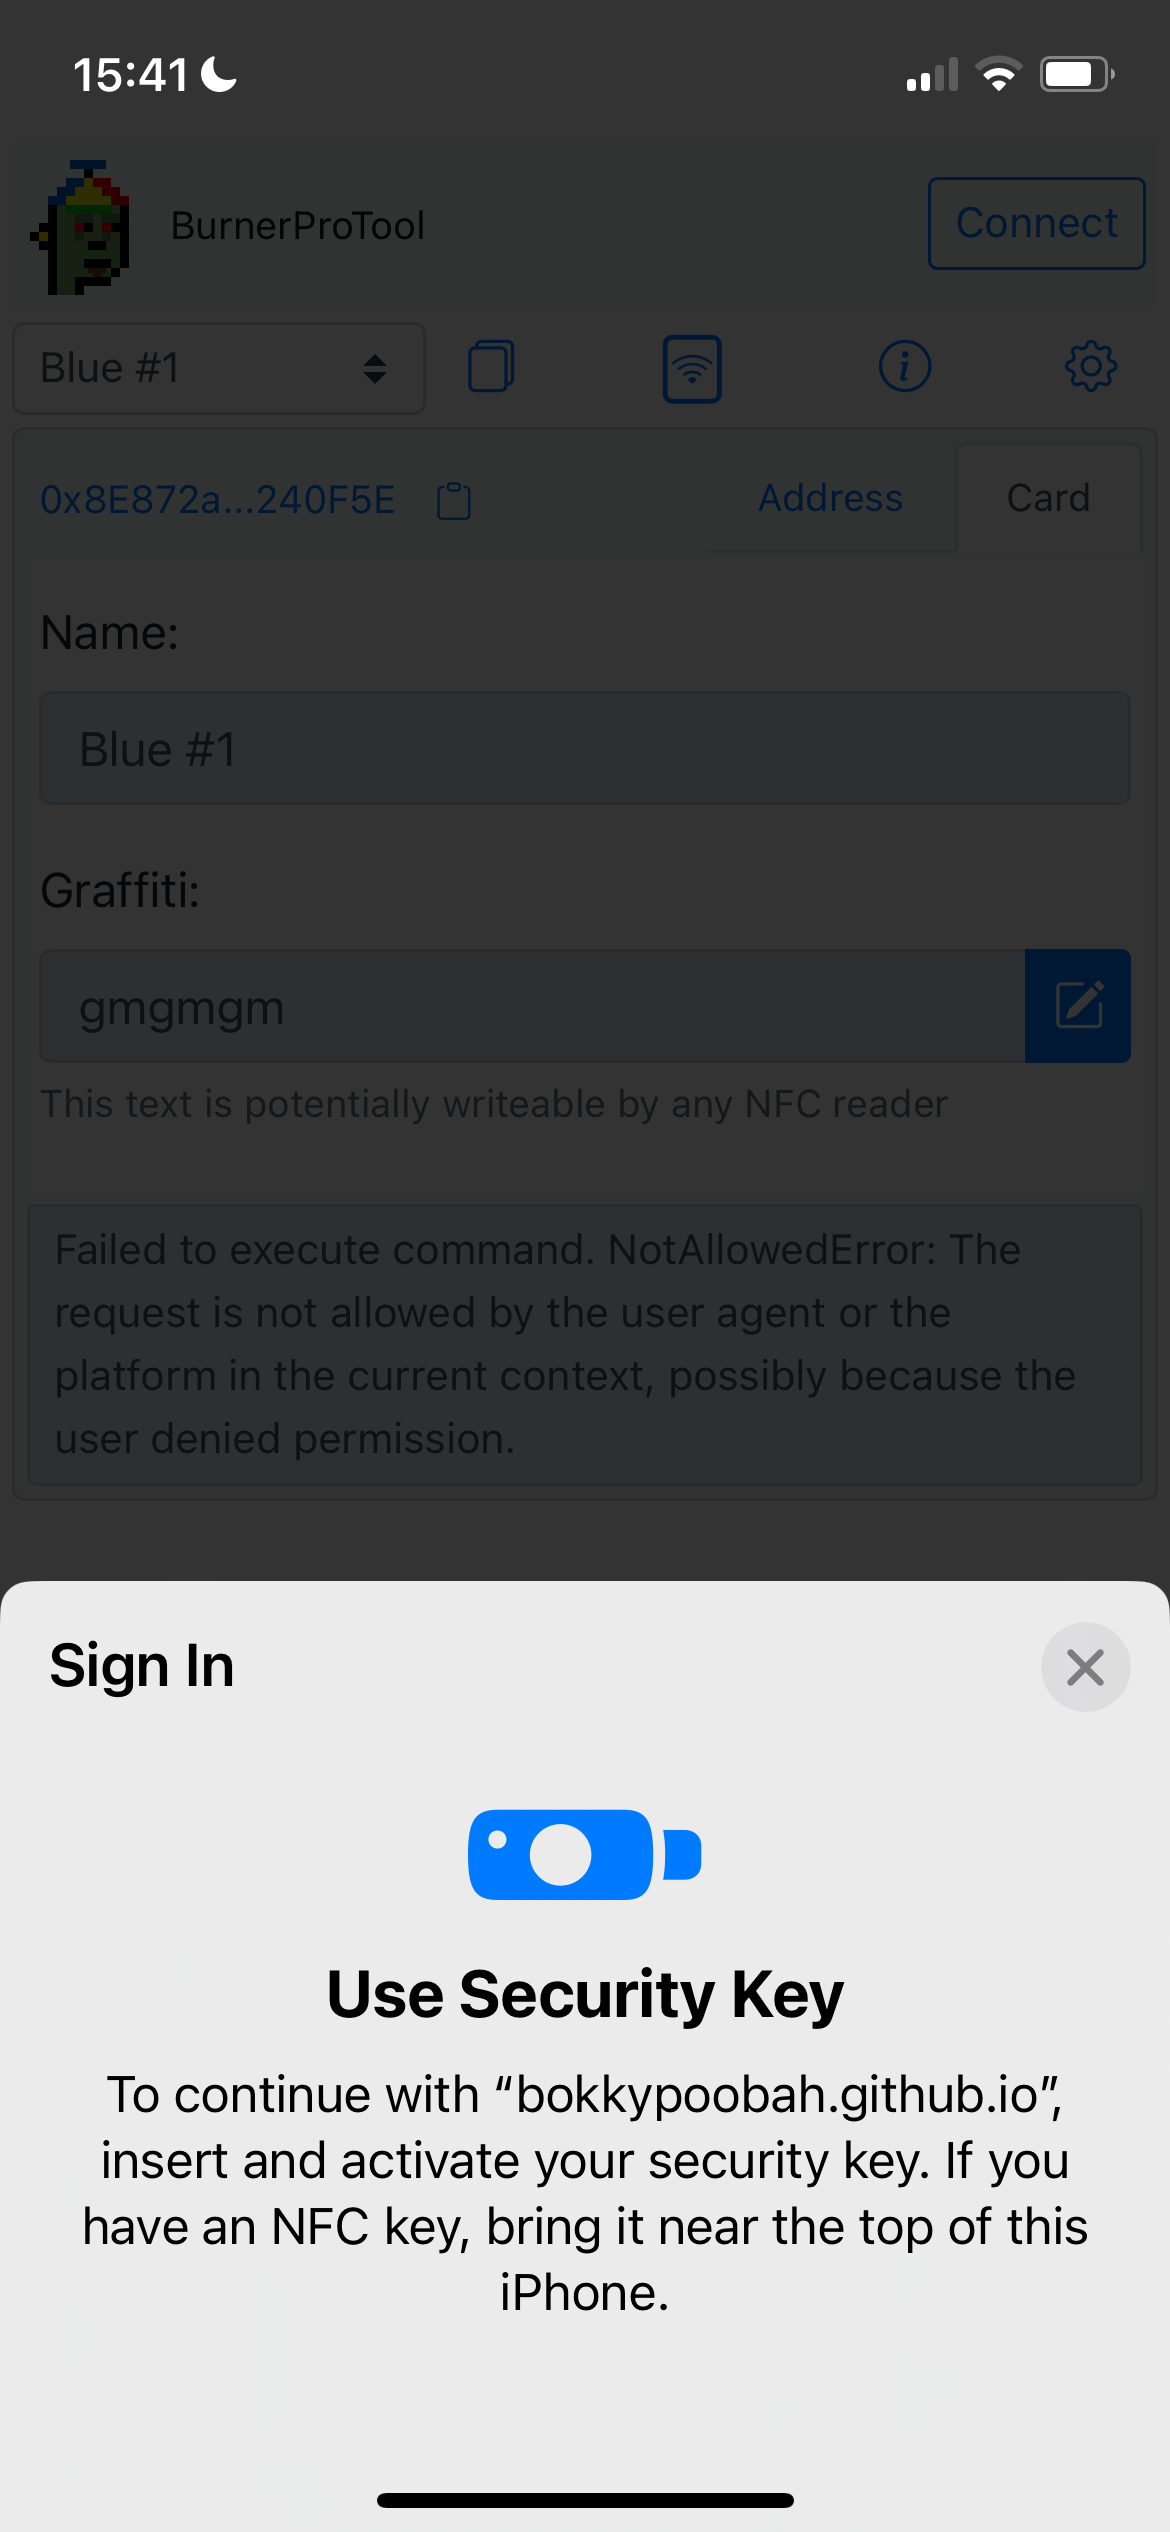 15:41
BurnerProTool
Connect
Blue #1
0x8E872a...240F5E
Address
Card
Name:
Blue #1
Graffiti:
gmgmgm
This text is potentially writeable by any NFC reader
Failed to execute command. NotAllowedError: The
request is not allowed by the user agent or the
platform in the current context, possibly because the
user denied permission.
Sign In
Use Security Key
To continue with “bokkypoobah.github.io”,
insert and activate your security key. If you
have an NFC key, bring it near the top of this
iPhone.